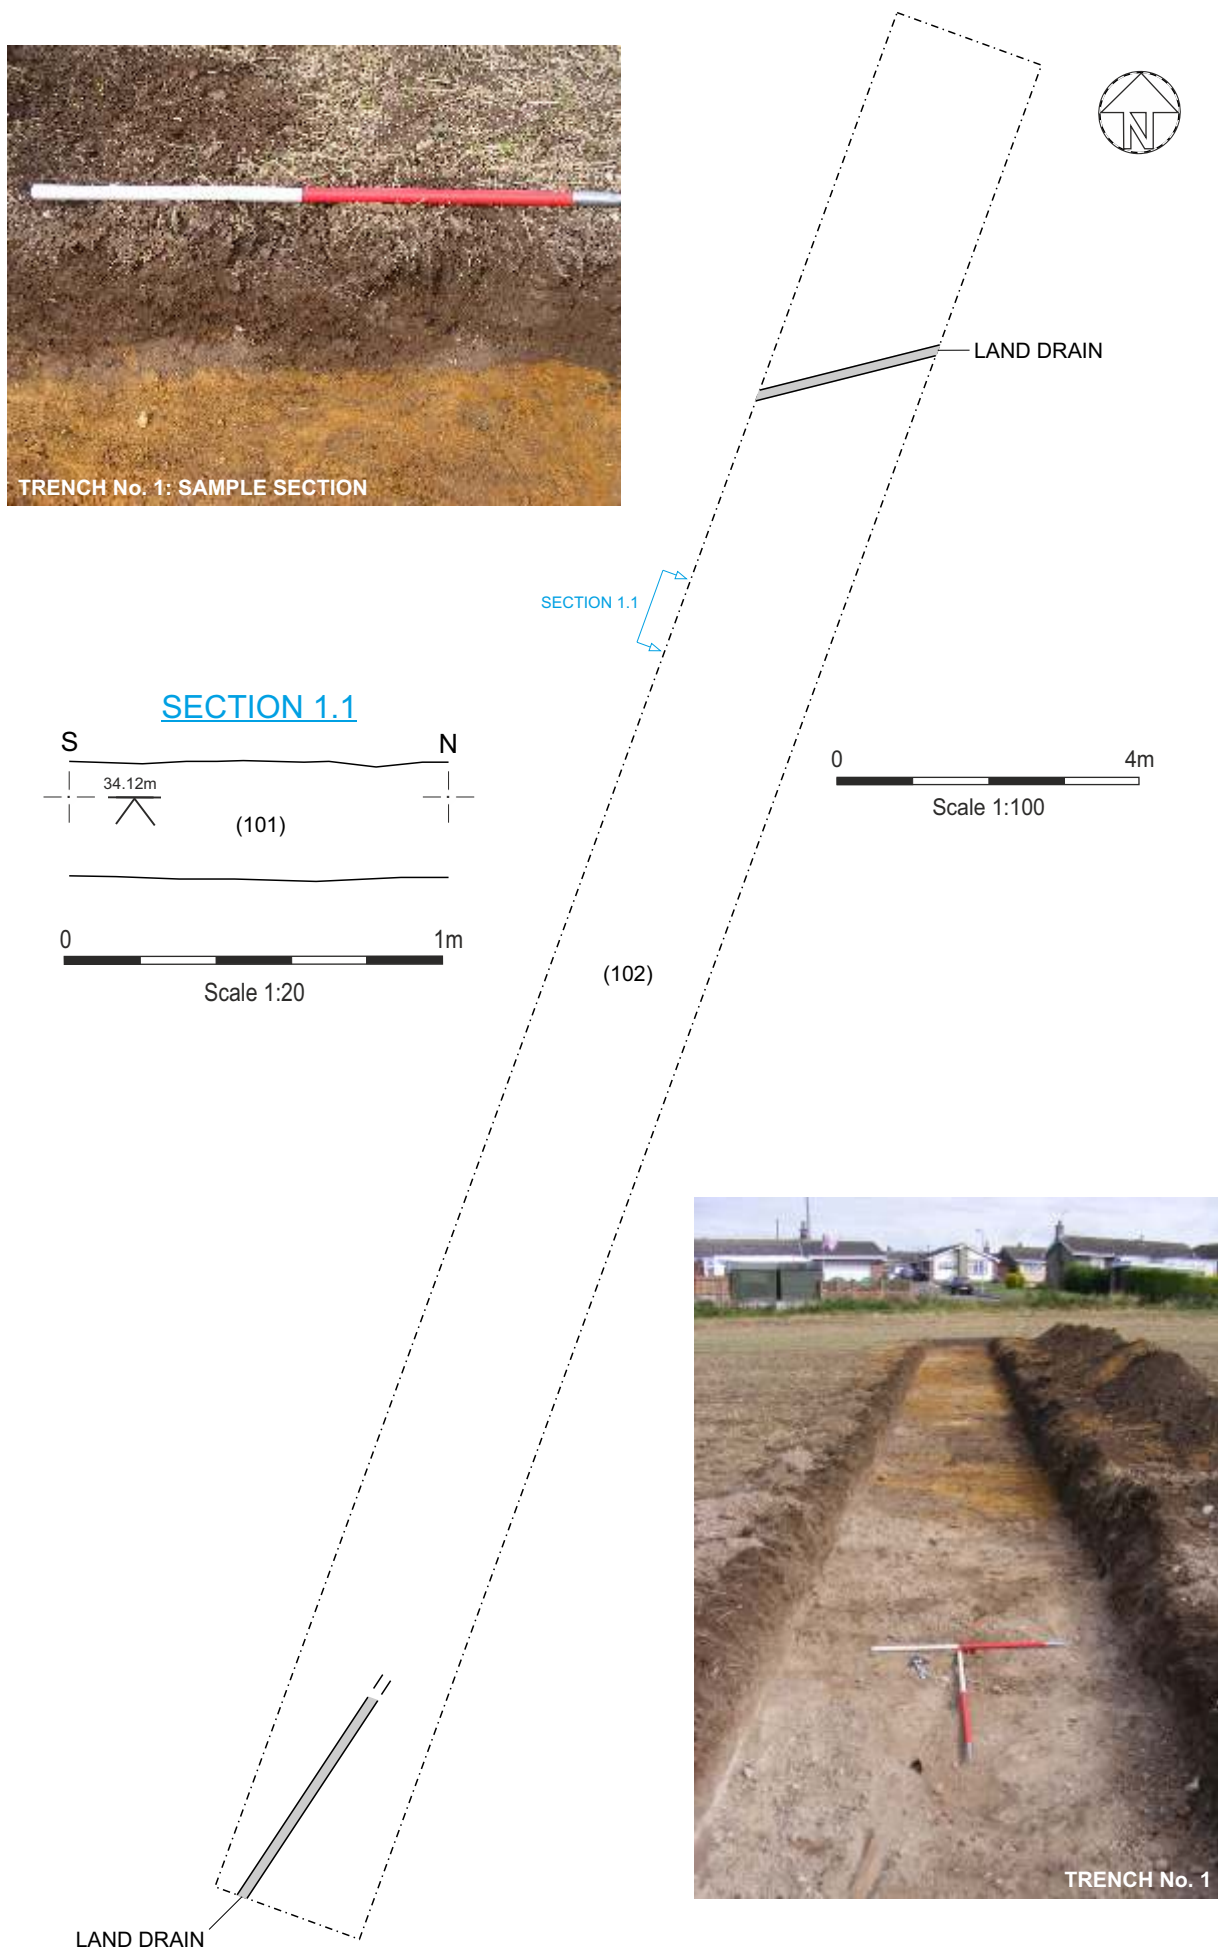 N
LAND DRAIN
TRENCH No. 1: SAMPLE SECTION
SECTION 1.1
SECTION 1.1
S N
34.12m
(101)
0 1m
Scale 1:20
0 4m
Scale 1:100
(102)
TRENCH No. 1
LAND DRAIN